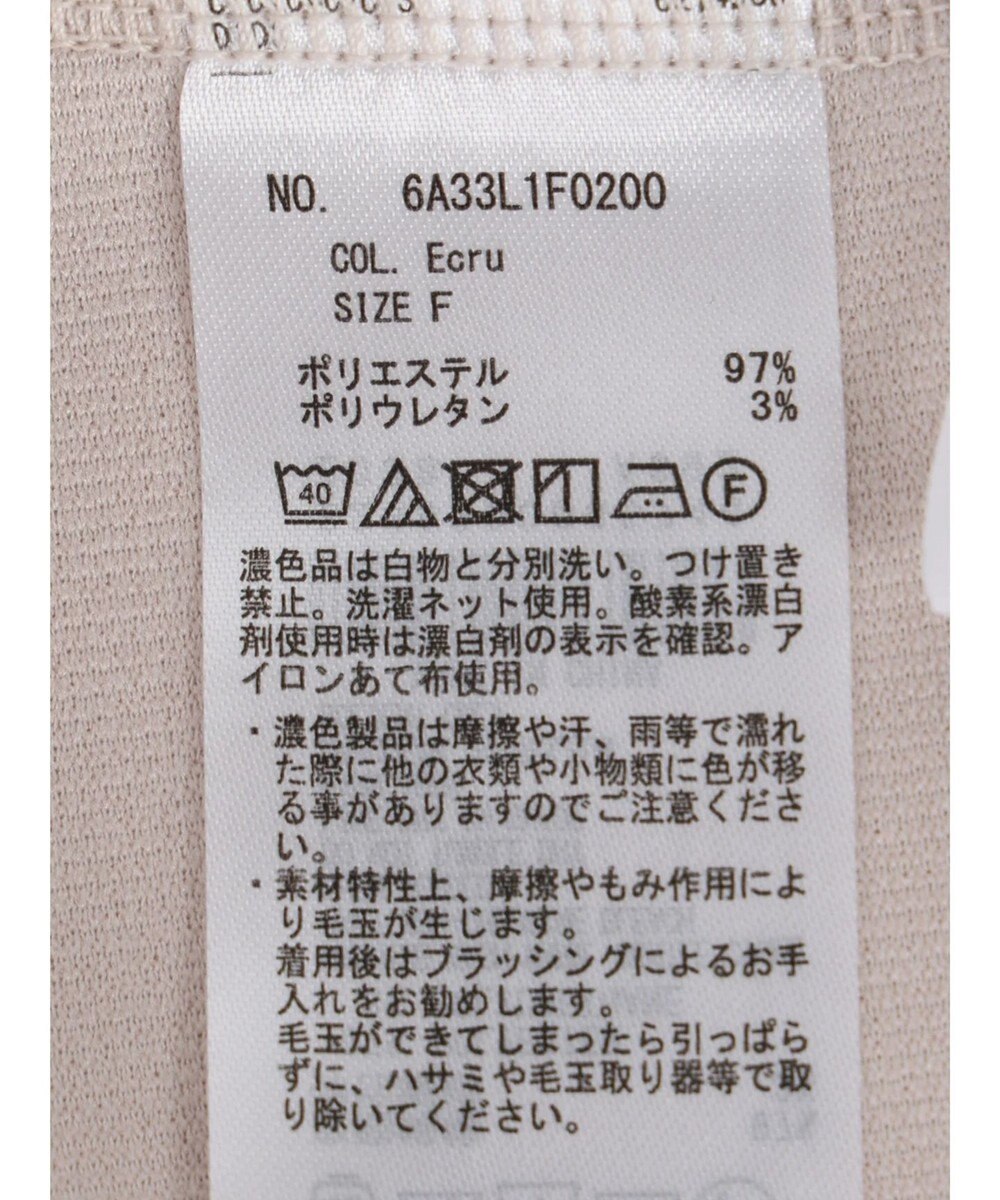 NO. 6A33L1F0200
COL. Ecru
SIZE F
ポリエステル 97%
ポリウレタン 3%
40 F
濃色品は白物と分別洗い。つけ置き
禁止。洗濯ネット使用。酸素系漂白
剤使用時は漂白剤の表示を確認。ア
イロンあて布使用。
・濃色製品は摩擦や汗、雨等で濡れ
た際に他の衣類や小物類に色が移
る事がありますのでご注意くださ
い。
・素材特性上、摩擦やもみ作用によ
り毛玉が生じます。
着用後はブラッシングによるお手
入れをお勧めします。
毛玉ができてしまったら引っぱら
ずに、ハサミや毛玉取り器等で取
り除いてください。